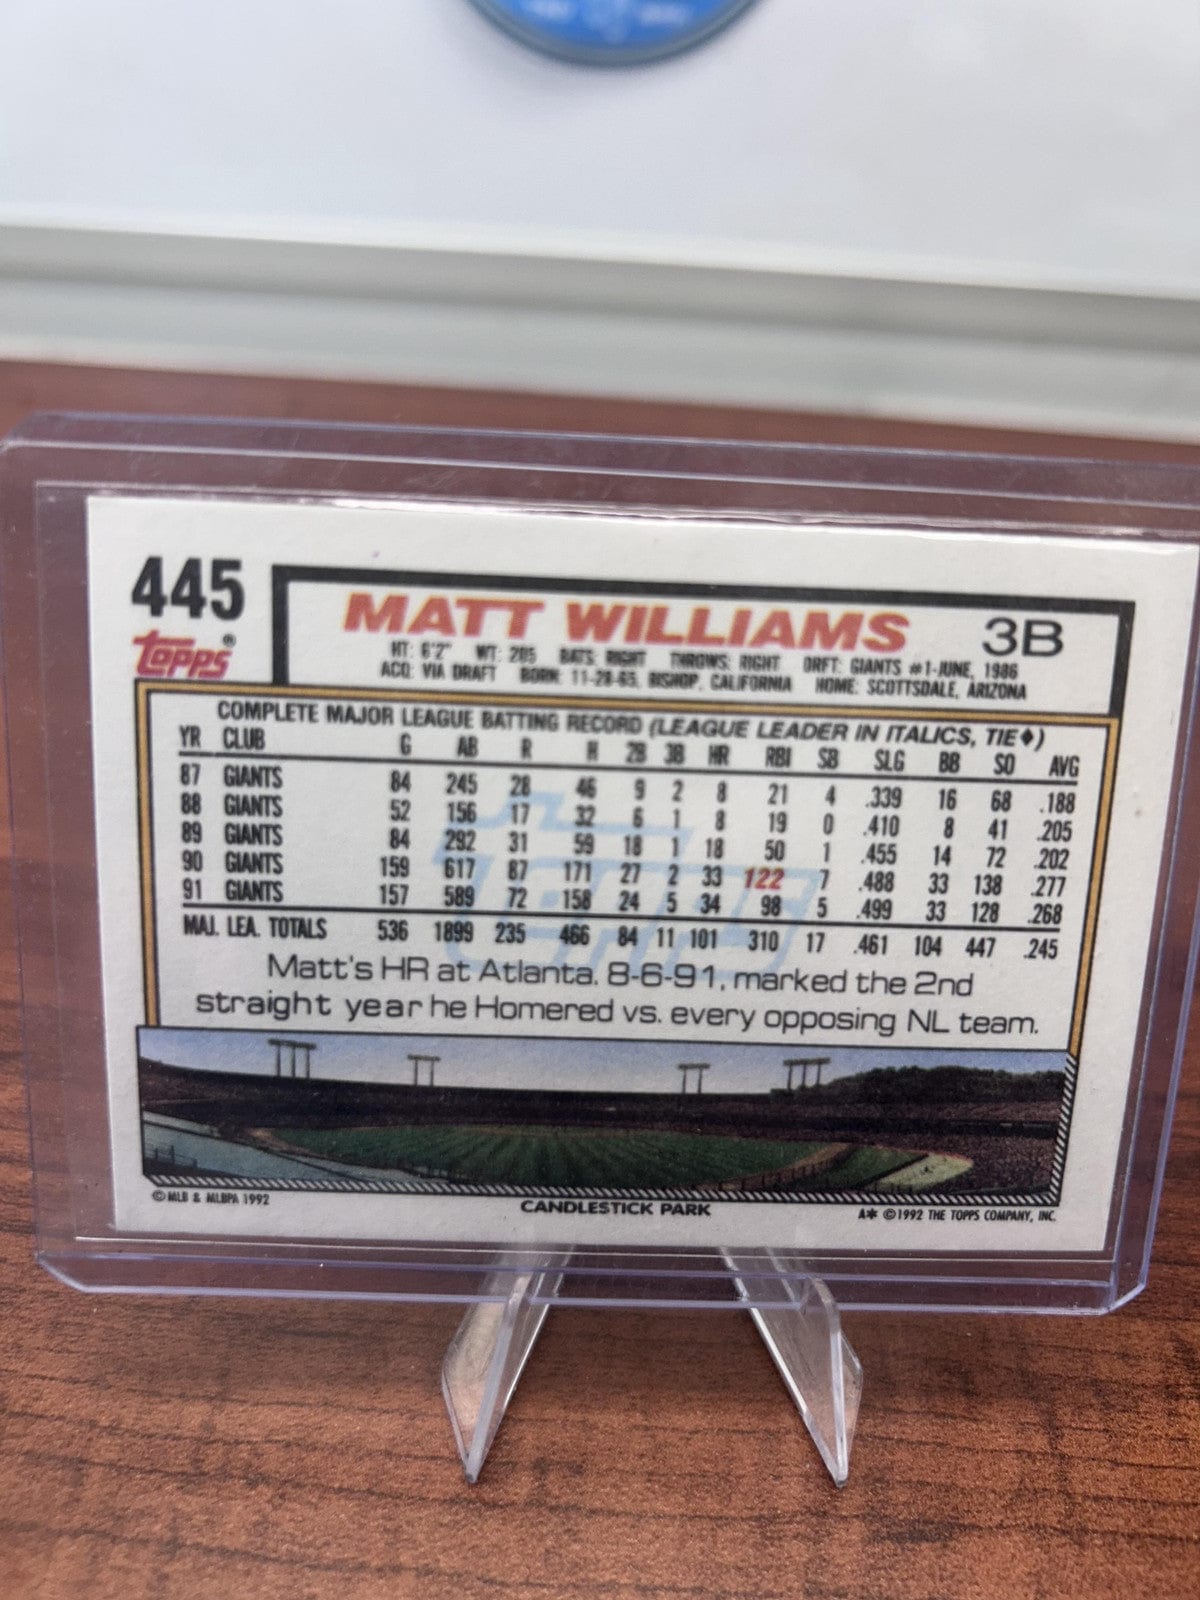 445
Topps®
MATT WILLIAMS 3B
HT: 6'2" WT: 205 BATS: RIGHT THROWS: RIGHT DRFT: GIANTS #1-JUNE, 1986
ACQ: VIA DRAFT BORN: 11-28-65, BISHOP, CALIFORNIA HOME: SCOTTSDALE, ARIZONA
COMPLETE MAJOR LEAGUE BATTING RECORD (LEAGUE LEADER IN ITALICS, TIE♦)
YR CLUB G AB R H 2B 3B HR RBI SB SLG BB SO AVG
87 GIANTS 84 245 28 46 9 2 8 21 4 .339 16 68 .188
88 GIANTS 52 156 17 32 6 1 8 19 0 .410 8 41 .205
89 GIANTS 84 292 31 59 18 1 18 50 1 .455 14 72 .202
90 GIANTS 159 617 87 171 27 2 33 122 7 .488 33 138 .277
91 GIANTS 157 589 72 158 24 5 34 98 5 .499 33 128 .268
MAJ. LEA. TOTALS 536 1899 235 466 84 11 101 310 17 .461 104 447 .245
Topps
Matt's HR at Atlanta, 8-6-91, marked the 2nd
straight year he Homered vs. every opposing NL team.
© MLB & MLBPA 1992
CANDLESTICK PARK
A* ©1992 THE TOPPS COMPANY, INC.